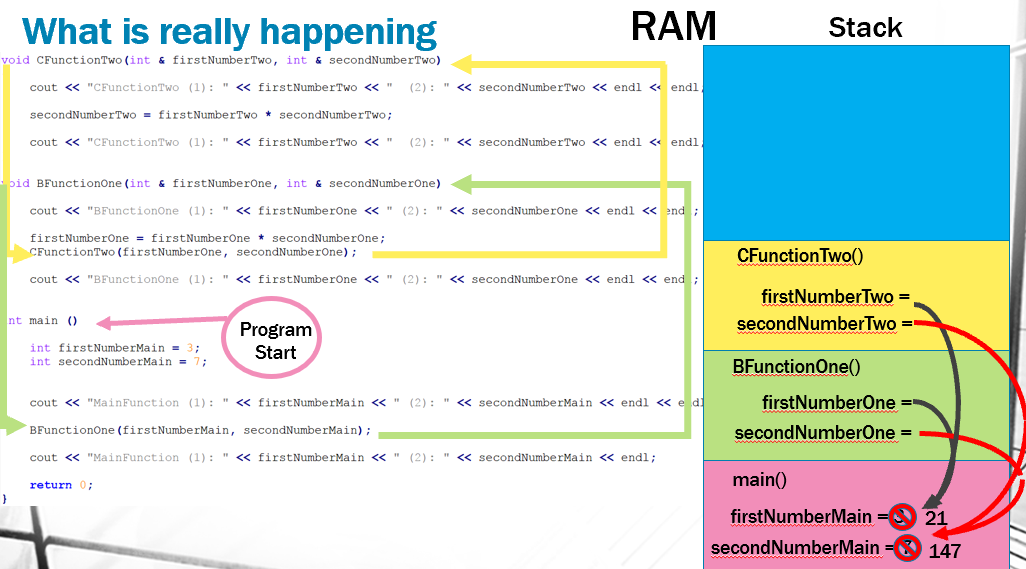 What is really happening
RAM
Stack
void CFunctionTwo(int & firstNumberTwo, int & secondNumberTwo)
cout << "CFunctionTwo (1): " << firstNumberTwo << "  (2): " << secondNumberTwo << endl << endl;
secondNumberTwo = firstNumberTwo * secondNumberTwo;
cout << "CFunctionTwo (1): " << firstNumberTwo << "  (2): " << secondNumberTwo << endl << endl;
void BFunctionOne(int & firstNumberOne, int & secondNumberOne)
cout << "BFunctionOne (1): " << firstNumberOne << " (2): " << secondNumberOne << endl << endl;
firstNumberOne = firstNumberOne * secondNumberOne;
CFunctionTwo(firstNumberOne, secondNumberOne);
cout << "BFunctionOne (1): " << firstNumberOne << " (2): " << secondNumberOne << endl << endl;
int main ()
Program
Start
int firstNumberMain = 3;
int secondNumberMain = 7;
cout << "MainFunction (1): " << firstNumberMain << " (2): " << secondNumberMain << endl << endl
BFunctionOne(firstNumberMain, secondNumberMain);
cout << "MainFunction (1): " << firstNumberMain << " (2): " << secondNumberMain << endl;
return 0;
}
CFunctionTwo()
firstNumberTwo =
secondNumberTwo =
BFunctionOne()
firstNumberOne =
secondNumberOne =
main()
firstNumberMain = 3 21
secondNumberMain = 7 147